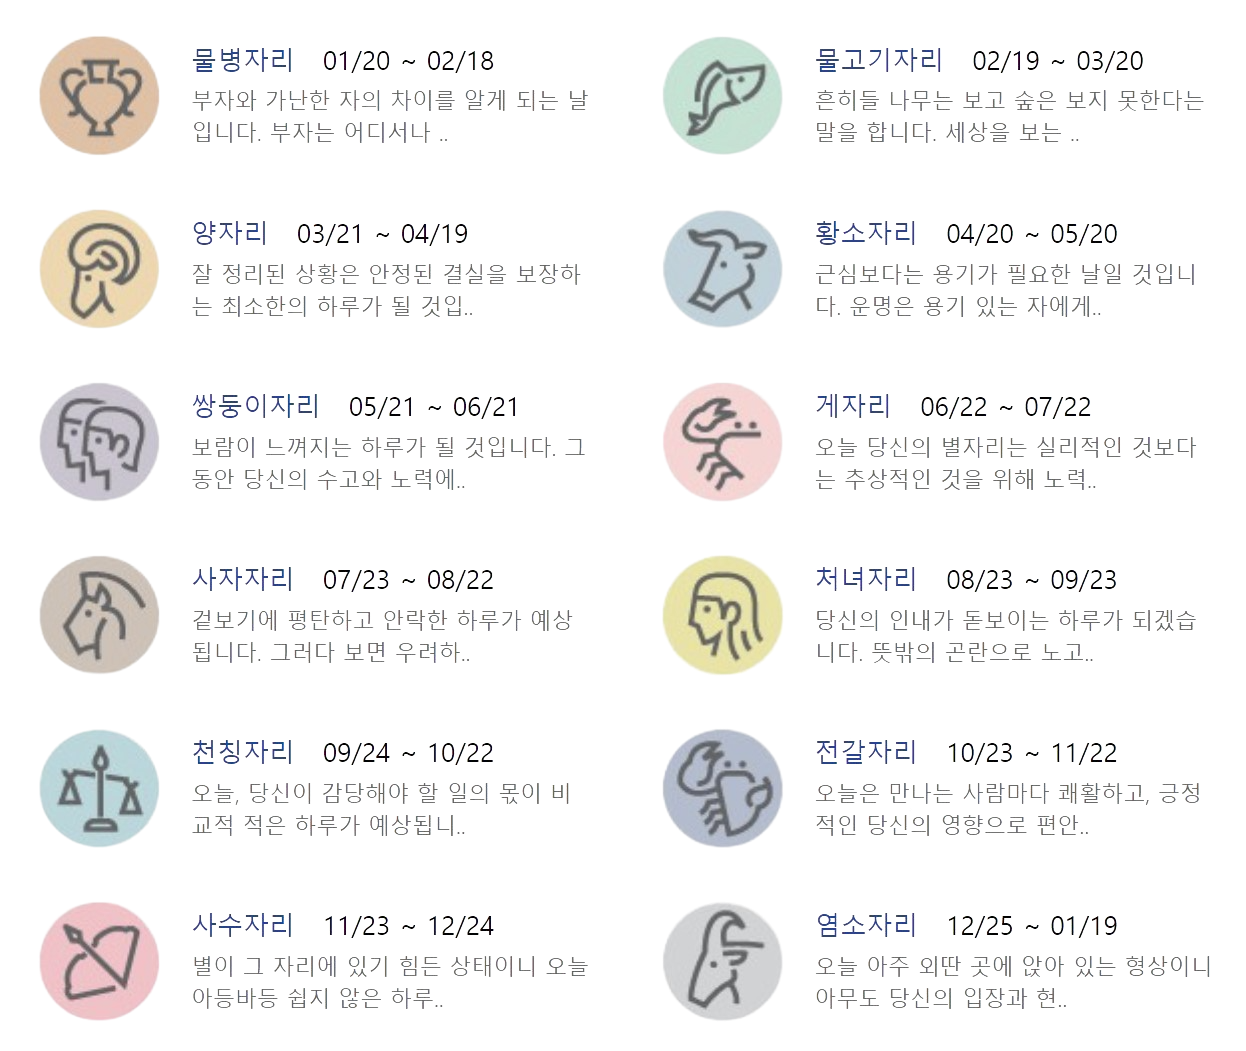 물병자리 01/20 ~ 02/18
부자와 가난한 자의 차이를 알게 되는 날
입니다. 부자는 어디서나 ..
물고기자리 02/19 ~ 03/20
흔히들 나무는 보고 숲은 보지 못한다는
말을 합니다. 세상을 보는 ..
양자리 03/21 ~ 04/19
잘 정리된 상황은 안정된 결실을 보장하
는 최소한의 하루가 될 것입..
황소자리 04/20 ~ 05/20
근심보다는 용기가 필요한 날일 것입니
다. 운명은 용기 있는 자에게..
쌍둥이자리 05/21 ~ 06/21
보람이 느껴지는 하루가 될 것입니다. 그
동안 당신의 수고와 노력에..
게자리 06/22 ~ 07/22
오늘 당신의 별자리는 실리적인 것보다
는 추상적인 것을 위해 노력..
사자자리 07/23 ~ 08/22
겉보기에 평탄하고 안락한 하루가 예상
됩니다. 그러다 보면 우려하..
처녀자리 08/23 ~ 09/23
당신의 인내가 돋보이는 하루가 되겠습
니다. 뜻밖의 곤란으로 노고..
천칭자리 09/24 ~ 10/22
오늘, 당신이 감당해야 할 일의 몫이 비
교적 적은 하루가 예상됩니..
전갈자리 10/23 ~ 11/22
오늘은 만나는 사람마다 쾌활하고, 긍정
적인 당신의 영향으로 편안..
사수자리 11/23 ~ 12/24
별이 그 자리에 있기 힘든 상태이니 오늘
아등바등 쉽지 않은 하루..
염소자리 12/25 ~ 01/19
오늘 아주 외딴 곳에 앉아 있는 형상이니
아무도 당신의 입장과 현..